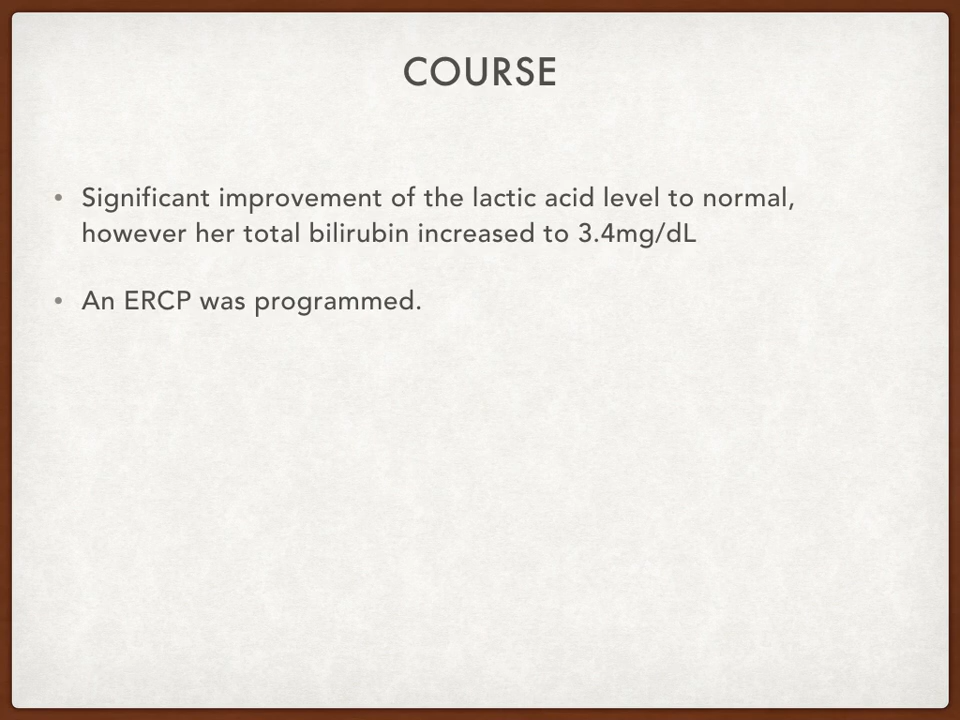 COURSE
• Significant improvement of the lactic acid level to normal,
however her total bilirubin increased to 3.4mg/dL
• An ERCP was programmed.